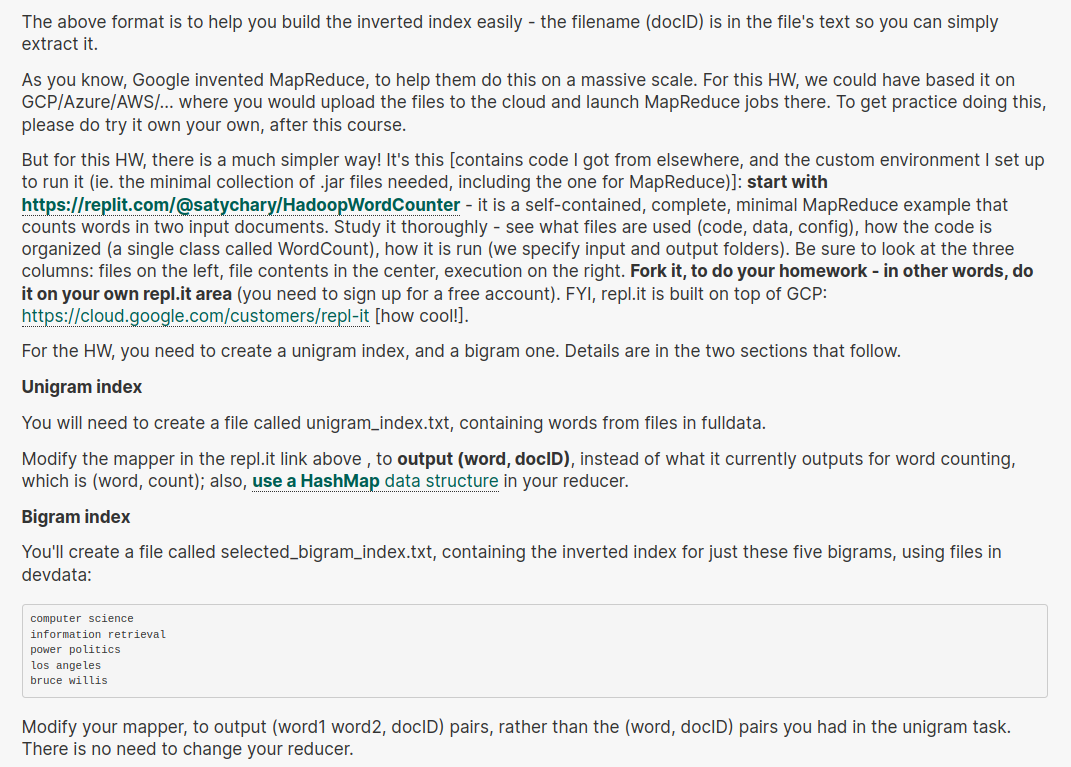 The above format is to help you build the inverted index easily - the filename (docID) is in the file's text so you can simply
extract it.
As you know, Google invented MapReduce, to help them do this on a massive scale. For this HW, we could have based it on
GCP/Azure/AWS/... where you would upload the files to the cloud and launch MapReduce jobs there. To get practice doing this,
please do try it own your own, after this course.
But for this HW, there is a much simpler way! It's this [contains code I got from elsewhere, and the custom environment I set up
to run it (ie. the minimal collection of .jar files needed, including the one for MapReduce)]: start with
https://replit.com/@satychary/HadoopWordCounter - it is a self-contained, complete, minimal MapReduce example that
counts words in two input documents. Study it thoroughly - see what files are used (code, data, config), how the code is
organized (a single class called WordCount), how it is run (we specify input and output folders). Be sure to look at the three
columns: files on the left, file contents in the center, execution on the right. Fork it, to do your homework - in other words, do
it on your own repl.it area (you need to sign up for a free account). FYI, repl.it is built on top of GCP:
https://cloud.google.com/customers/repl-it [how cool!].
For the HW, you need to create a unigram index, and a bigram one. Details are in the two sections that follow.
Unigram index
You will need to create a file called unigram_index.txt, containing words from files in fulldata.
Modify the mapper in the repl.it link above , to output (word, docID), instead of what it currently outputs for word counting,
which is (word, count); also, use a HashMap data structure in your reducer.
Bigram index
You'll create a file called selected_bigram_index.txt, containing the inverted index for just these five bigrams, using files in
devdata:
computer science
information retrieval
power politics
los angeles
bruce willis
Modify your mapper, to output (word1 word2, docID) pairs, rather than the (word, docID) pairs you had in the unigram task.
There is no need to change your reducer.